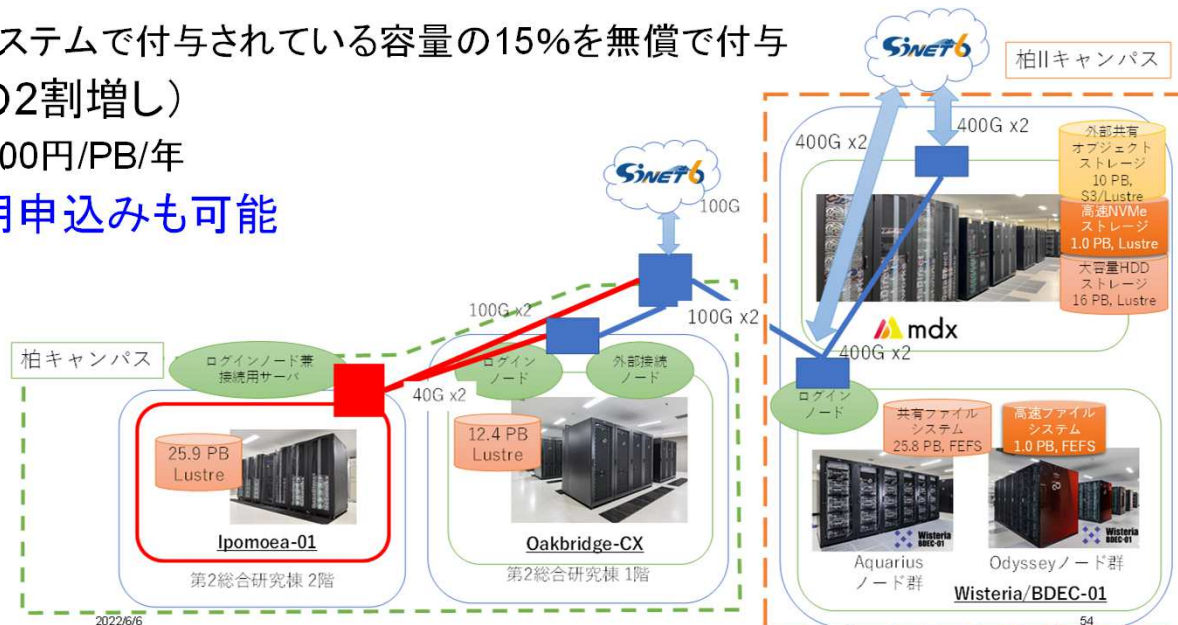 ステムで付与されている容量の15%を無償で付与
2割増し）
00円/PB/年
申込みも可能
SINET6
柏IIキャンパス
400G x2
400G x2
外部共有
オブジェクト
ストレージ
10 PB,
S3/Lustre
高速NVMe
ストレージ
1.0 PB, Lustre
大容量HDD
ストレージ
16 PB, Lustre
mdx
SINET6
100G
100G x2
100G x2
400G x2
柏キャンパス
ログインノード兼
接続用サーバ
40G x2
ログイン
ノード
外部接続
ノード
ログイン
ノード
25.9 PB
Lustre
Ipomoea-01
第2総合研究棟 2階
12.4 PB
Lustre
Oakbridge-CX
第2総合研究棟 1階
共有ファイル
システム
25.8 PB, FEFS
高速ファイル
システム
1.0 PB, FEFS
Wisteria
BDEC-01
Aquarius
ノード群
Wisteria
BDEC-01
Odysseyノード群
Wisteria/BDEC-01
2022/6/6
54